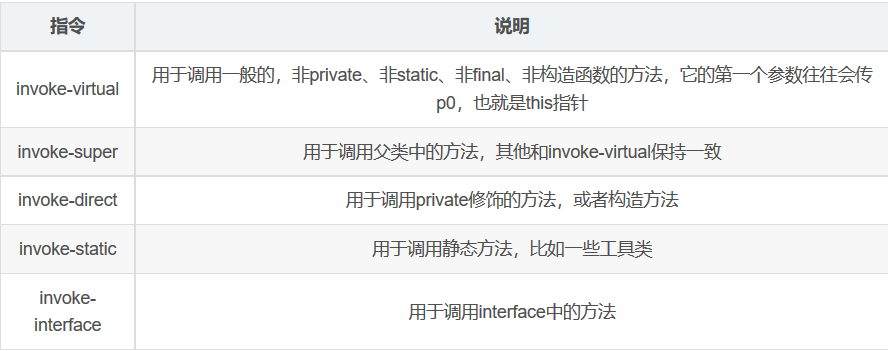 指令 说明
invoke-virtual 用于调用一般的，非private、非static、非final、非构造函数的方法，它的第一个参数往往会传
p0，也就是this指针
invoke-super 用于调用父类中的方法，其他和invoke-virtual保持一致
invoke-direct 用于调用private修饰的方法，或者构造方法
invoke-static 用于调用静态方法，比如一些工具类
invoke-
interface 用于调用interface中的方法